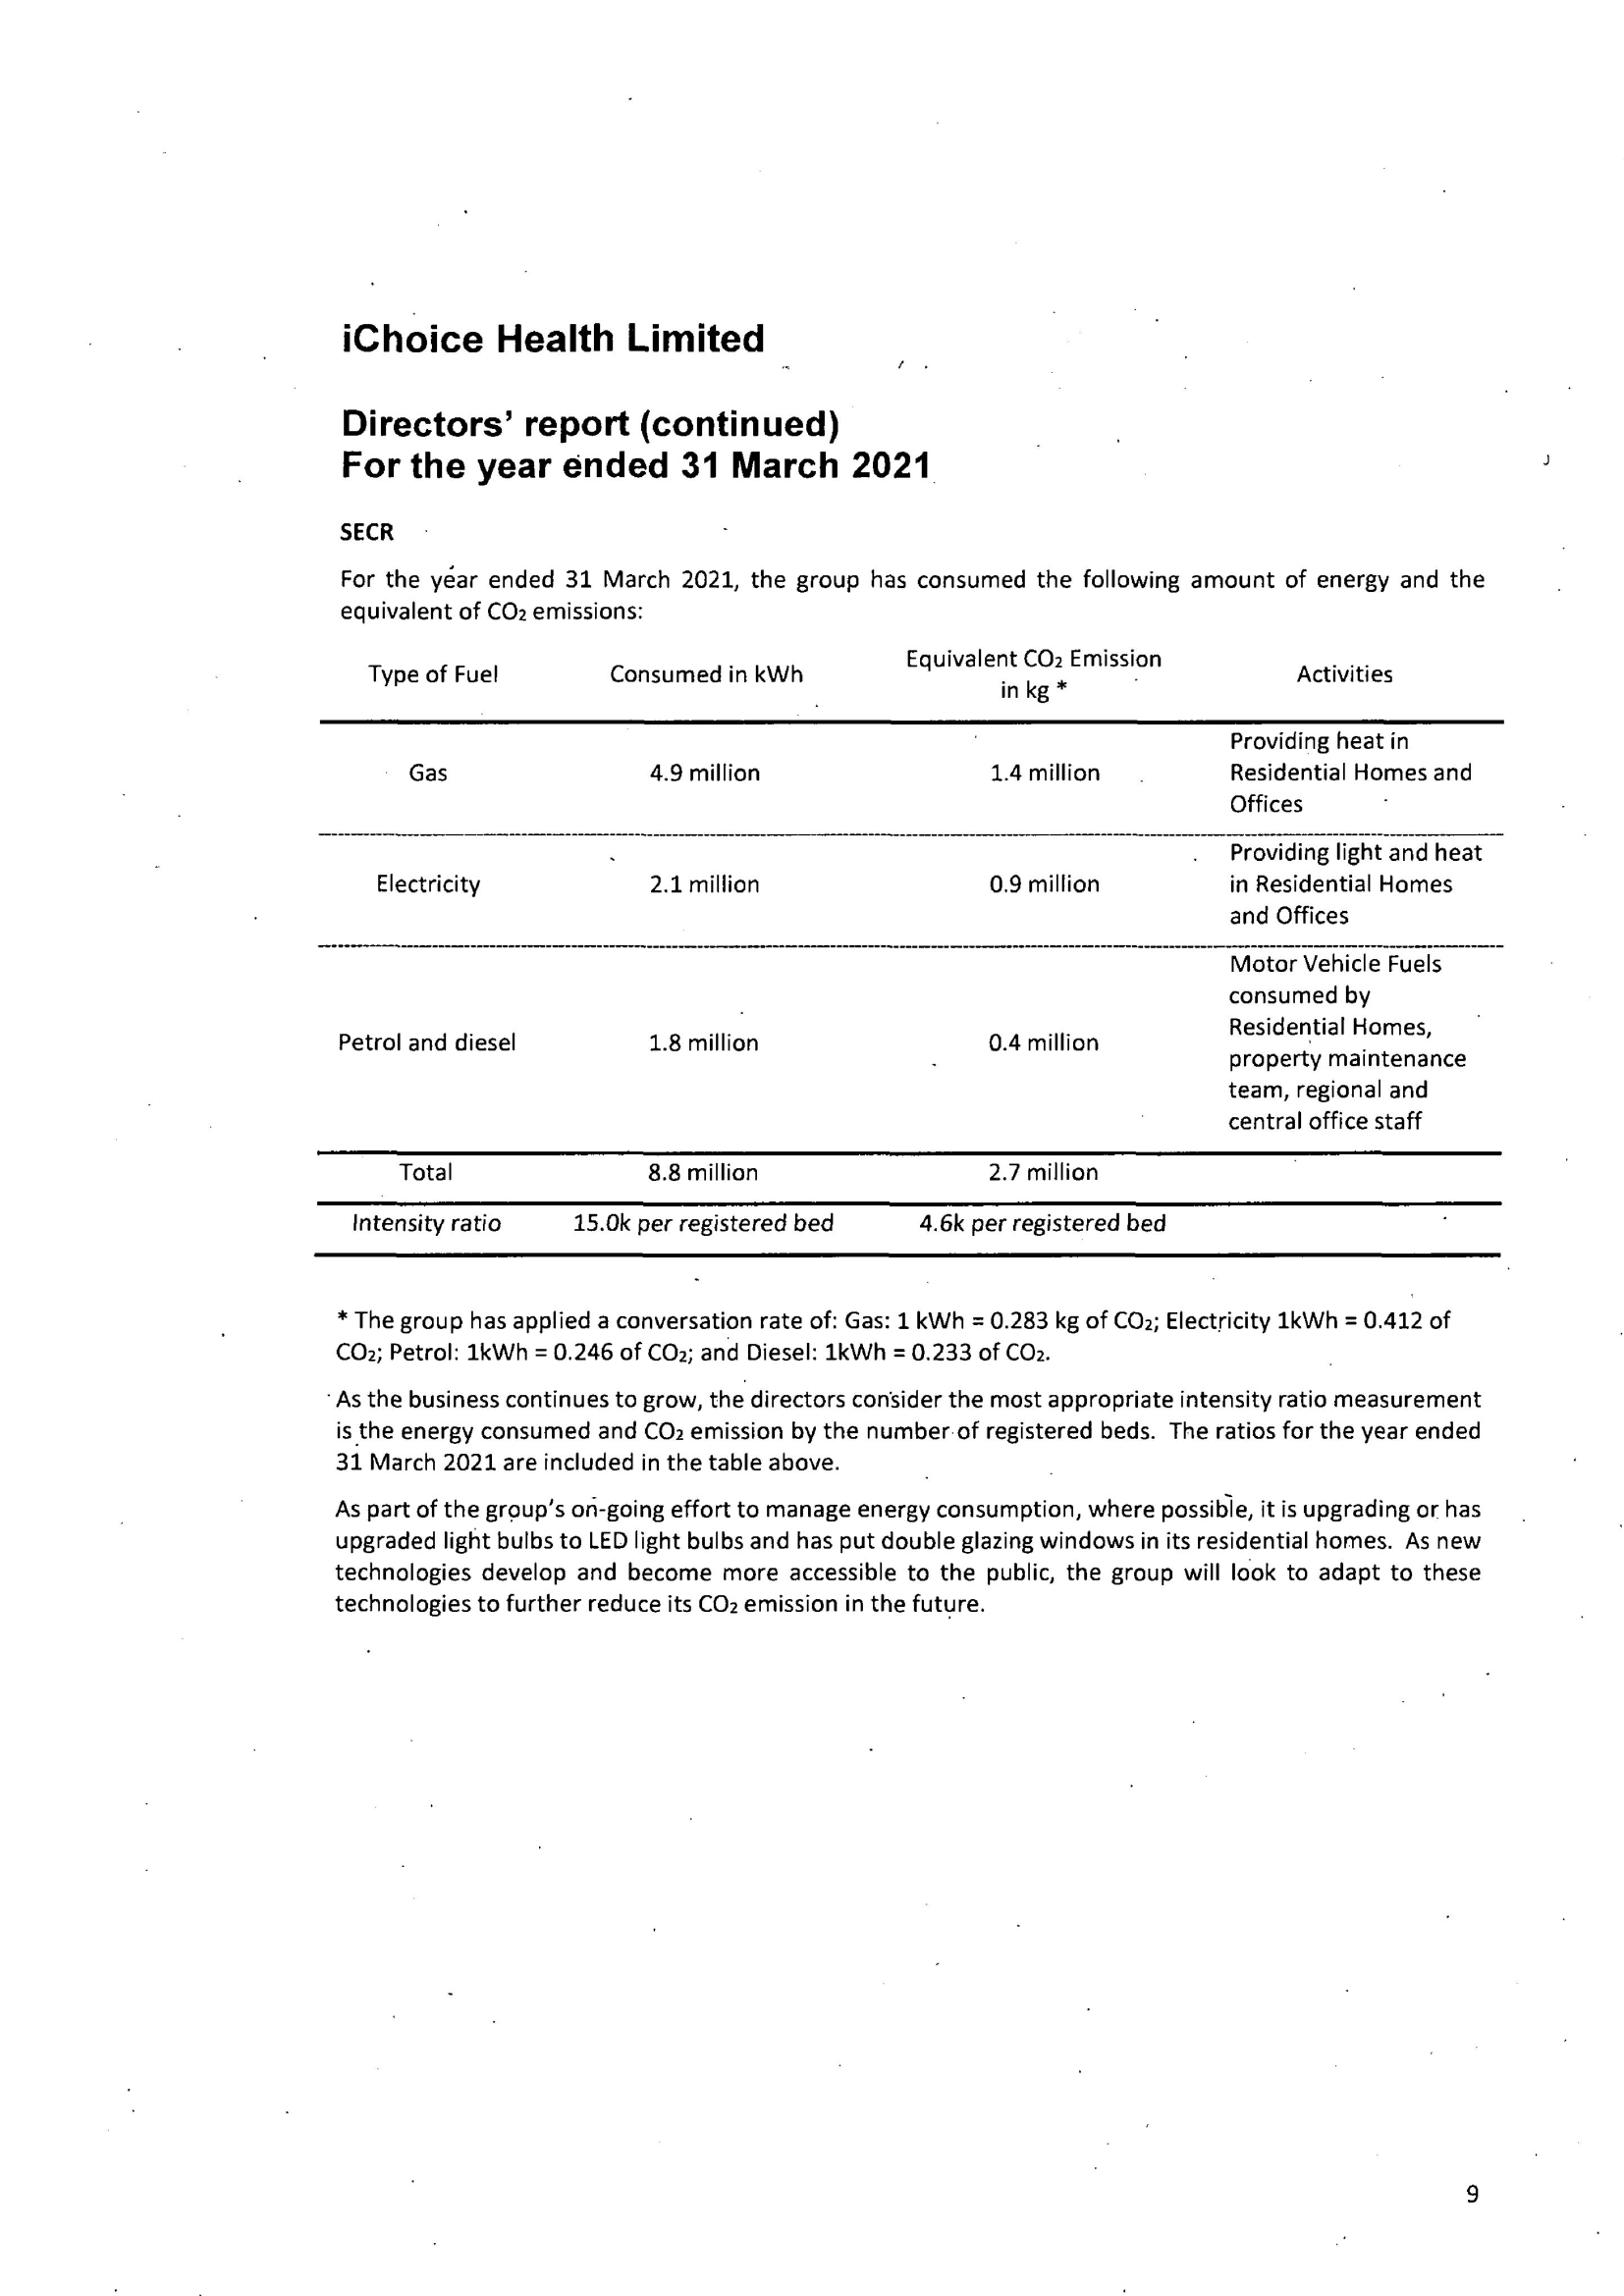 iChoice Health Limited
Directors' report (continued)
For the year ended 31 March 2021
SECR
For the year ended 31 March 2021, the group has consumed the following amount of energy and the
equivalent of CO₂ emissions:
Type of Fuel Consumed in kWh Equivalent CO₂ Emission in kg * Activities
Gas 4.9 million 1.4 million Providing heat in
Residential Homes and
Offices
Electricity 2.1 million 0.9 million Providing light and heat
in Residential Homes
and Offices
Petrol and diesel 1.8 million 0.4 million Motor Vehicle Fuels
consumed by
Residential Homes,
property maintenance
team, regional and
central office staff
Total 8.8 million 2.7 million
Intensity ratio 15.0k per registered bed 4.6k per registered bed
* The group has applied a conversation rate of: Gas: 1 kWh = 0.283 kg of CO₂; Electricity 1kWh = 0.412 of
CO₂; Petrol: 1kWh = 0.246 of CO₂; and Diesel: 1kWh = 0.233 of CO₂.
As the business continues to grow, the directors consider the most appropriate intensity ratio measurement
is the energy consumed and CO₂ emission by the number of registered beds. The ratios for the year ended
31 March 2021 are included in the table above.
As part of the group's on-going effort to manage energy consumption, where possible, it is upgrading or has
upgraded light bulbs to LED light bulbs and has put double glazing windows in its residential homes. As new
technologies develop and become more accessible to the public, the group will look to adapt to these
technologies to further reduce its CO₂ emission in the future.
9